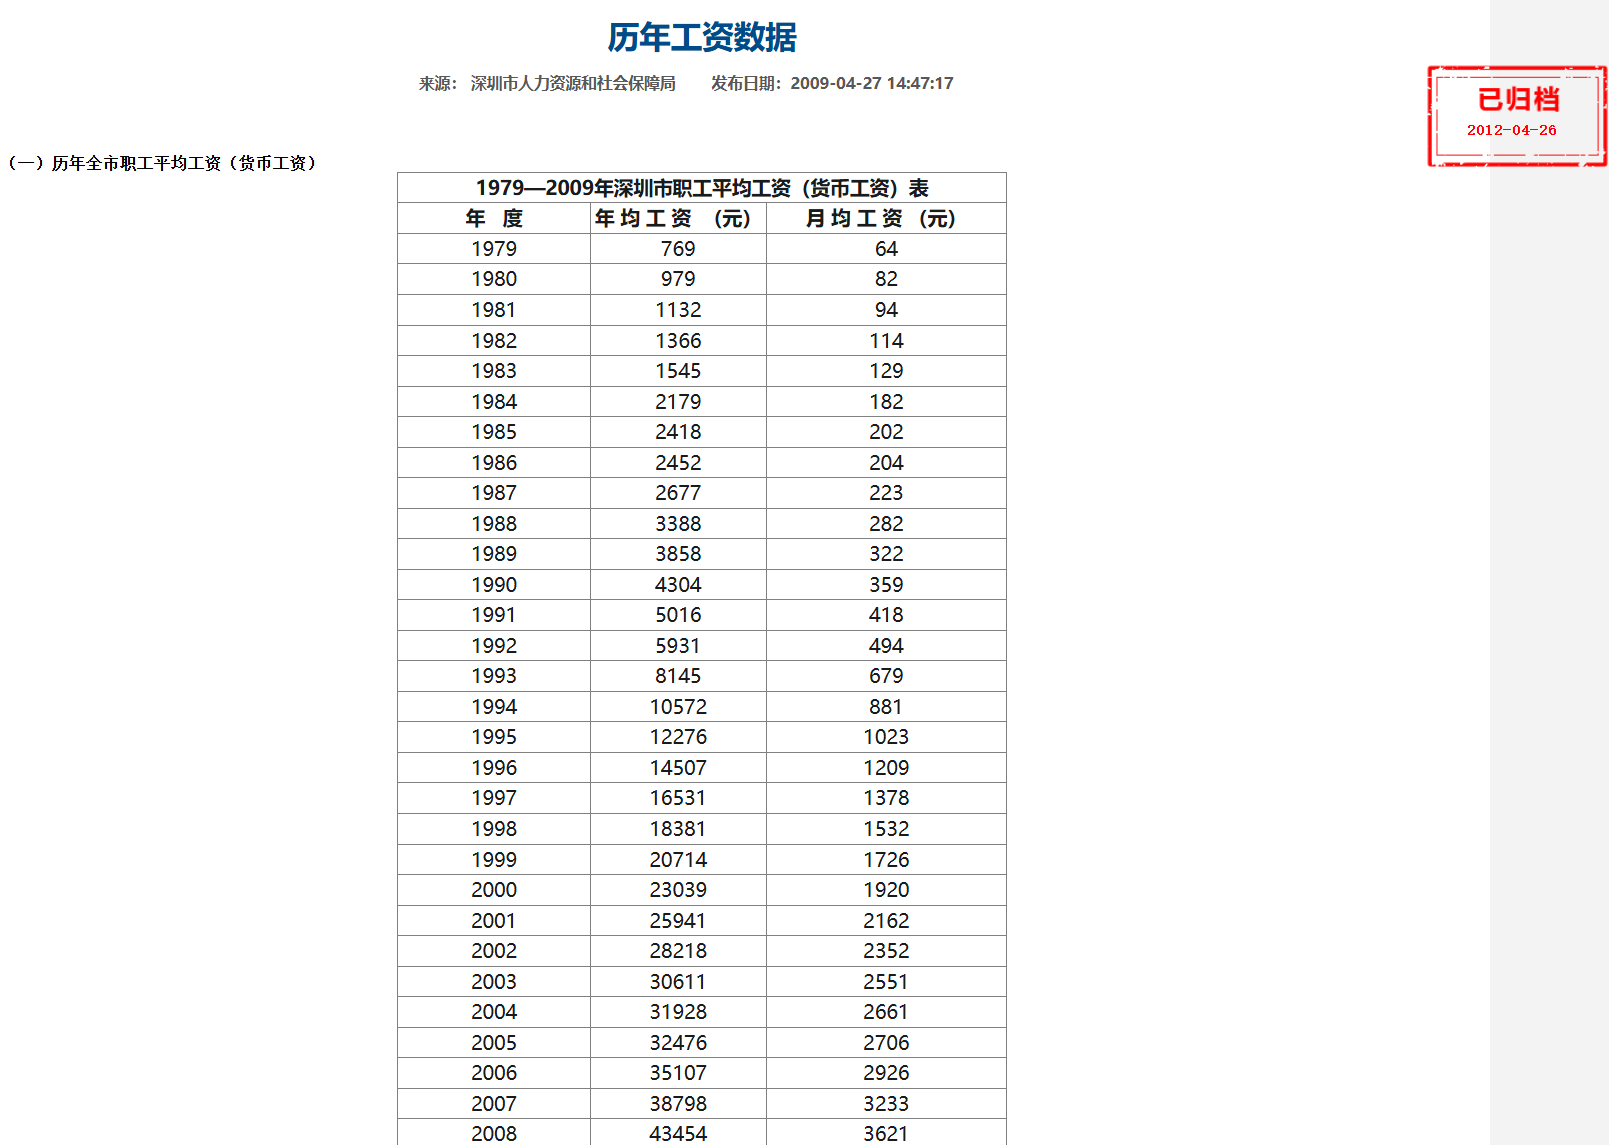 历年工资数据
来源： 深圳市人力资源和社会保障局 发布日期：2009-04-27 14:47:17
已归档
2012-04-26
（一）历年全市职工平均工资（货币工资）
1979—2009年深圳市职工平均工资（货币工资）表
年 度 年 均 工 资 (元) 月 均 工 资 (元)
1979 769 64
1980 979 82
1981 1132 94
1982 1366 114
1983 1545 129
1984 2179 182
1985 2418 202
1986 2452 204
1987 2677 223
1988 3388 282
1989 3858 322
1990 4304 359
1991 5016 418
1992 5931 494
1993 8145 679
1994 10572 881
1995 12276 1023
1996 14507 1209
1997 16531 1378
1998 18381 1532
1999 20714 1726
2000 23039 1920
2001 25941 2162
2002 28218 2352
2003 30611 2551
2004 31928 2661
2005 32476 2706
2006 35107 2926
2007 38798 3233
2008 43454 3621